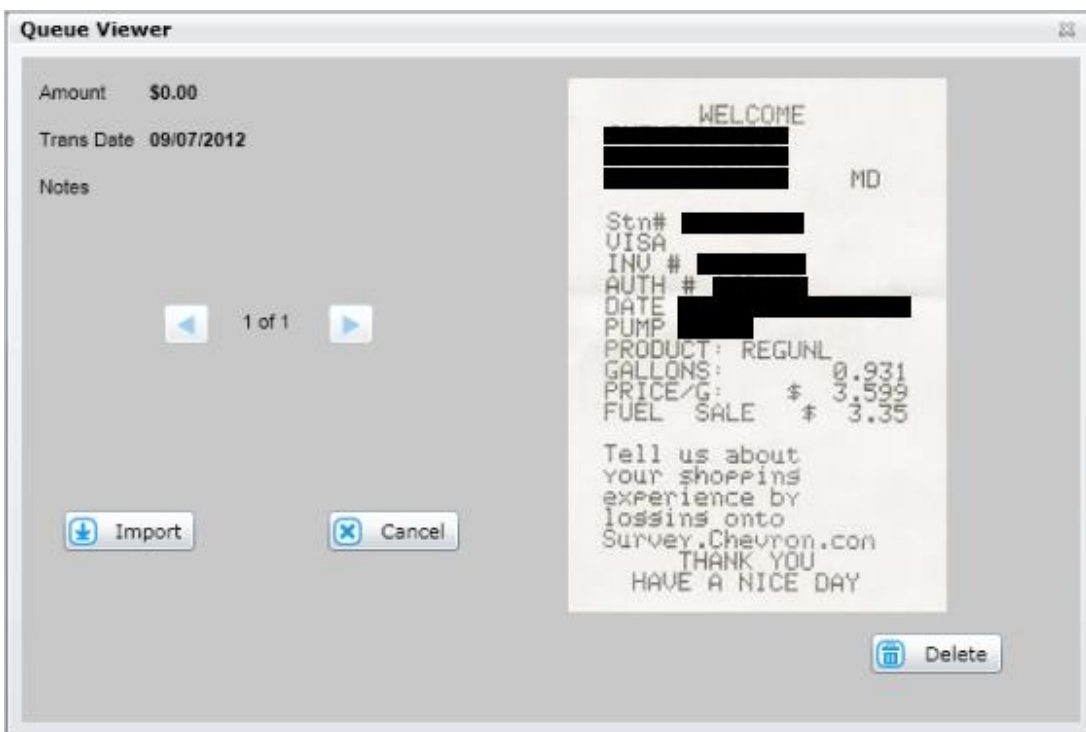 Queue Viewer
Amount $0.00
Trans Date 09/07/2012
Notes
1 of 1
Import
Cancel
WELCOME
MD
Stn#
VISA
INV #
AUTH #
DATE
PUMP
PRODUCT: REGUNL
GALLONS: 0.931
PRICE/G: $ 3.599
FUEL SALE $ 3.35
Tell us about
your shopping
experience by
logging onto
Survey.Chevron.con
THANK YOU
HAVE A NICE DAY
Delete